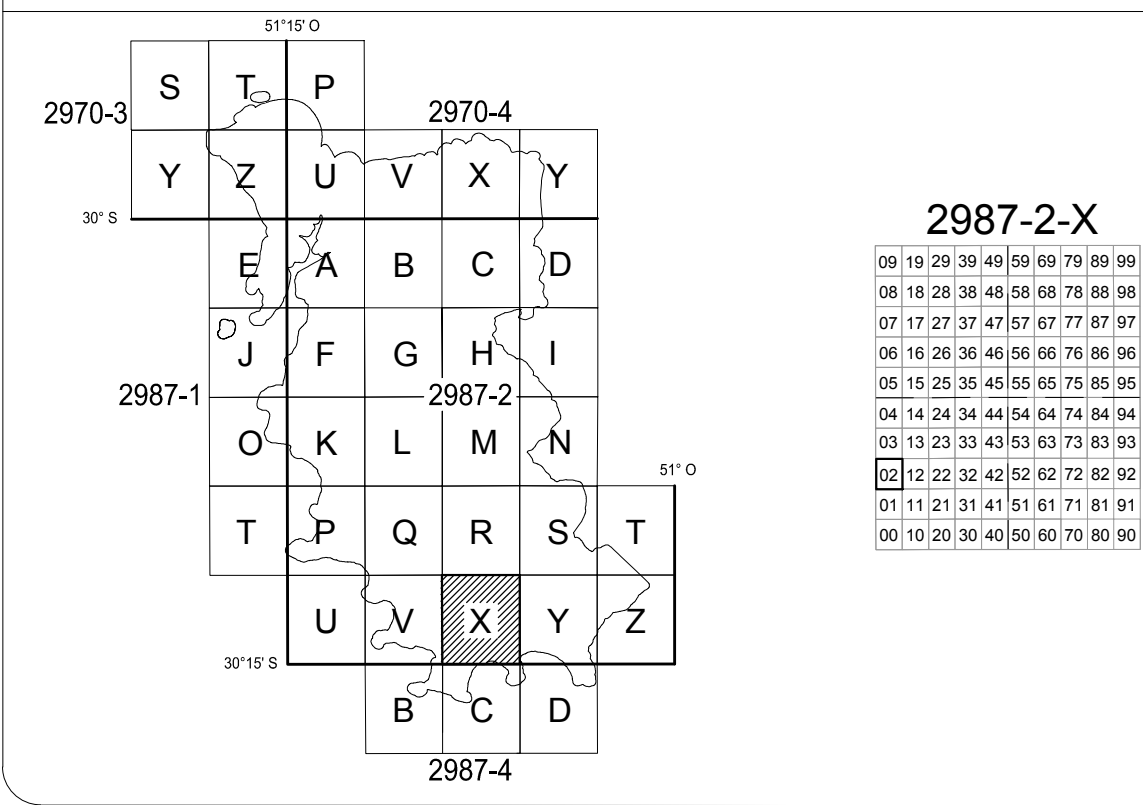 51°15' O
S T P
2970-3 2970-4
Y Z U V X Y
30° S
E A B C D
J F G H I
2987-1 2987-2
O K L M N
51° O
T P Q R S T
U V X Y Z
30°15' S
B C D
2987-4
2987-2-X
09 19 29 39 49 59 69 79 89 99
08 18 28 38 48 58 68 78 88 98
07 17 27 37 47 57 67 77 87 97
06 16 26 36 46 56 66 76 86 96
05 15 25 35 45 55 65 75 85 95
04 14 24 34 44 54 64 74 84 94
03 13 23 33 43 53 63 73 83 93
02 12 22 32 42 52 62 72 82 92
01 11 21 31 41 51 61 71 81 91
00 10 20 30 40 50 60 70 80 90